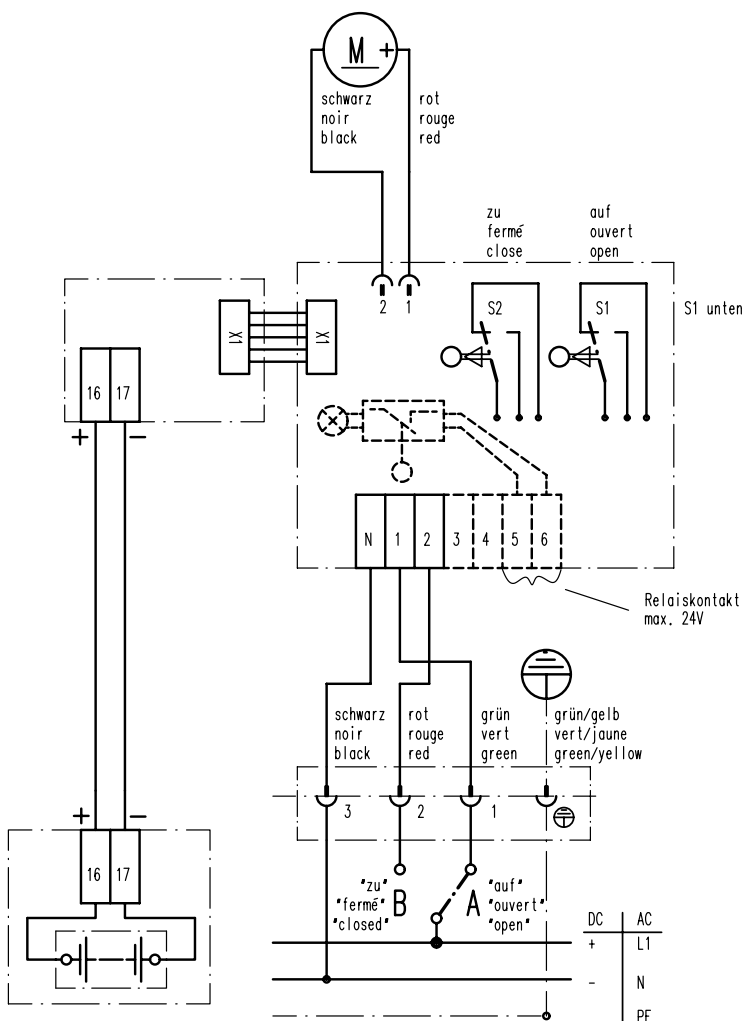 M +
schwarz
noir
black
rot
rouge
red
zu
fermé
close
auf
ouvert
open
2 1
S2
S1
S1 unten
X1
X1
16 17
+ -
N 1 2 3 4 5 6
Relaiskontakt
max. 24V
schwarz
noir
black
rot
rouge
red
grün
vert
green
grün/gelb
vert/jaune
green/yellow
3 2 1
+ -
16 17
"zu"
"fermé"
"closed"
B
A
"auf"
"ouvert"
"open"
DC AC
+ L1
- N
PE